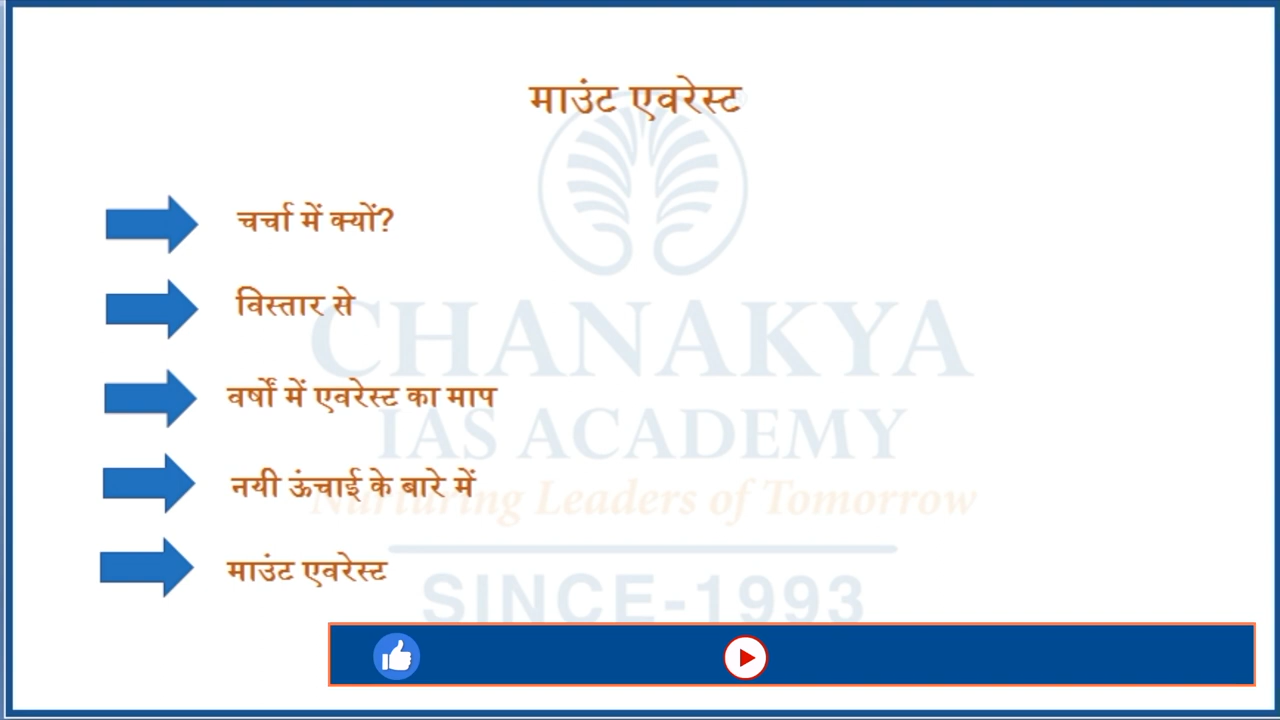 माउंट एवरेस्ट
चर्चा में क्यों?
विस्तार से
वर्षों में एवरेस्ट का माप
नयी ऊंचाई के बारे में
माउंट एवरेस्ट
CHANAKYA
IAS ACADEMY
Nurturing Leaders of Tomorrow
SINCE-1993